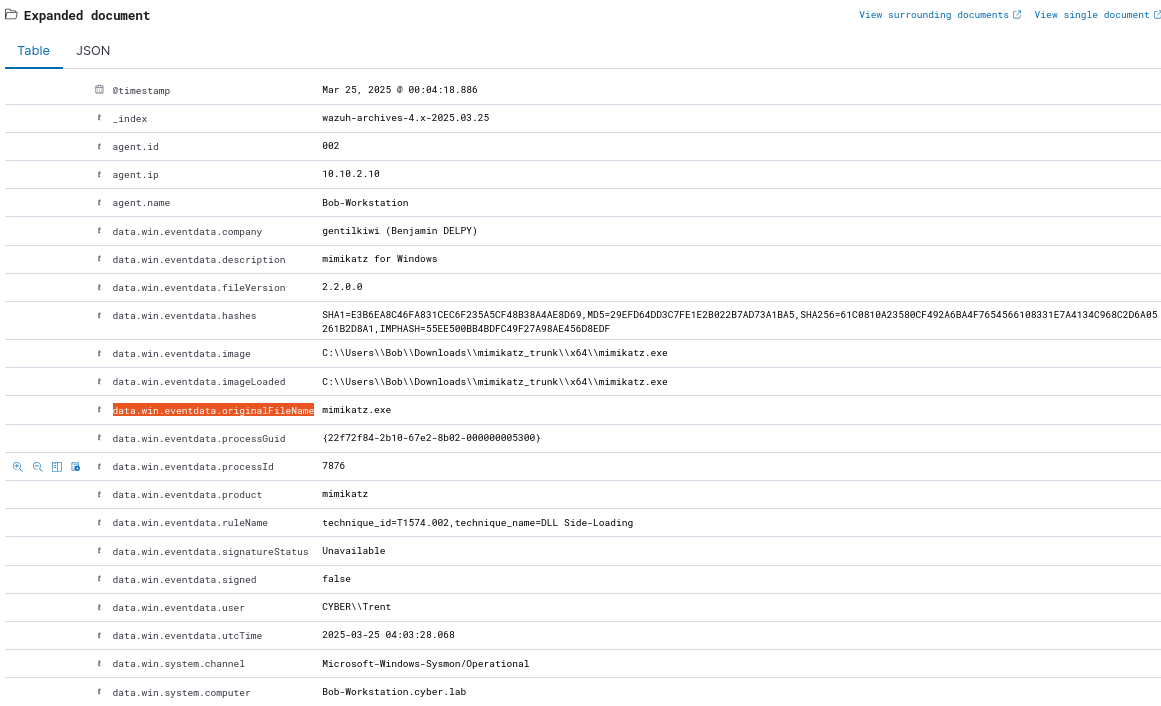 Expanded document View surrounding documents View single document
Table JSON
@timestamp Mar 25, 2025 @ 00:04:18.886
t _index wazuh-archives-4.x-2025.03.25
t agent.id 002
t agent.ip 10.10.2.10
t agent.name Bob-Workstation
t data.win.eventdata.company gentilkiwi (Benjamin DELPY)
t data.win.eventdata.description mimikatz for Windows
t data.win.eventdata.fileVersion 2.2.0.0
t data.win.eventdata.hashes SHA1=E3B6EA8C46FA831CEC6F235A5CF48B38A4AE8D69,MD5=29EFD64DD3C7FE1E2B022B7AD73A1BA5,SHA256=61C0810A23580CF492A6BA4F7654566108331E7A4134C968C2D6A05
261B2D8A1,IMPHASH=55EE500BB4BDFC49F27A98AE456D8EDF
t data.win.eventdata.image C:\\Users\\Bob\\Downloads\\mimikatz_trunk\\x64\\mimikatz.exe
t data.win.eventdata.imageLoaded C:\\Users\\Bob\\Downloads\\mimikatz_trunk\\x64\\mimikatz.exe
t data.win.eventdata.originalFileName mimikatz.exe
t data.win.eventdata.processGuid {22f72f84-2b10-67e2-8b02-000000005300}
t data.win.eventdata.processId 7876
t data.win.eventdata.product mimikatz
t data.win.eventdata.ruleName technique_id=T1574.002,technique_name=DLL Side-Loading
t data.win.eventdata.signatureStatus Unavailable
t data.win.eventdata.signed false
t data.win.eventdata.user CYBER\\Trent
t data.win.eventdata.utcTime 2025-03-25 04:03:28.068
t data.win.system.channel Microsoft-Windows-Sysmon/Operational
t data.win.system.computer Bob-Workstation.cyber.lab